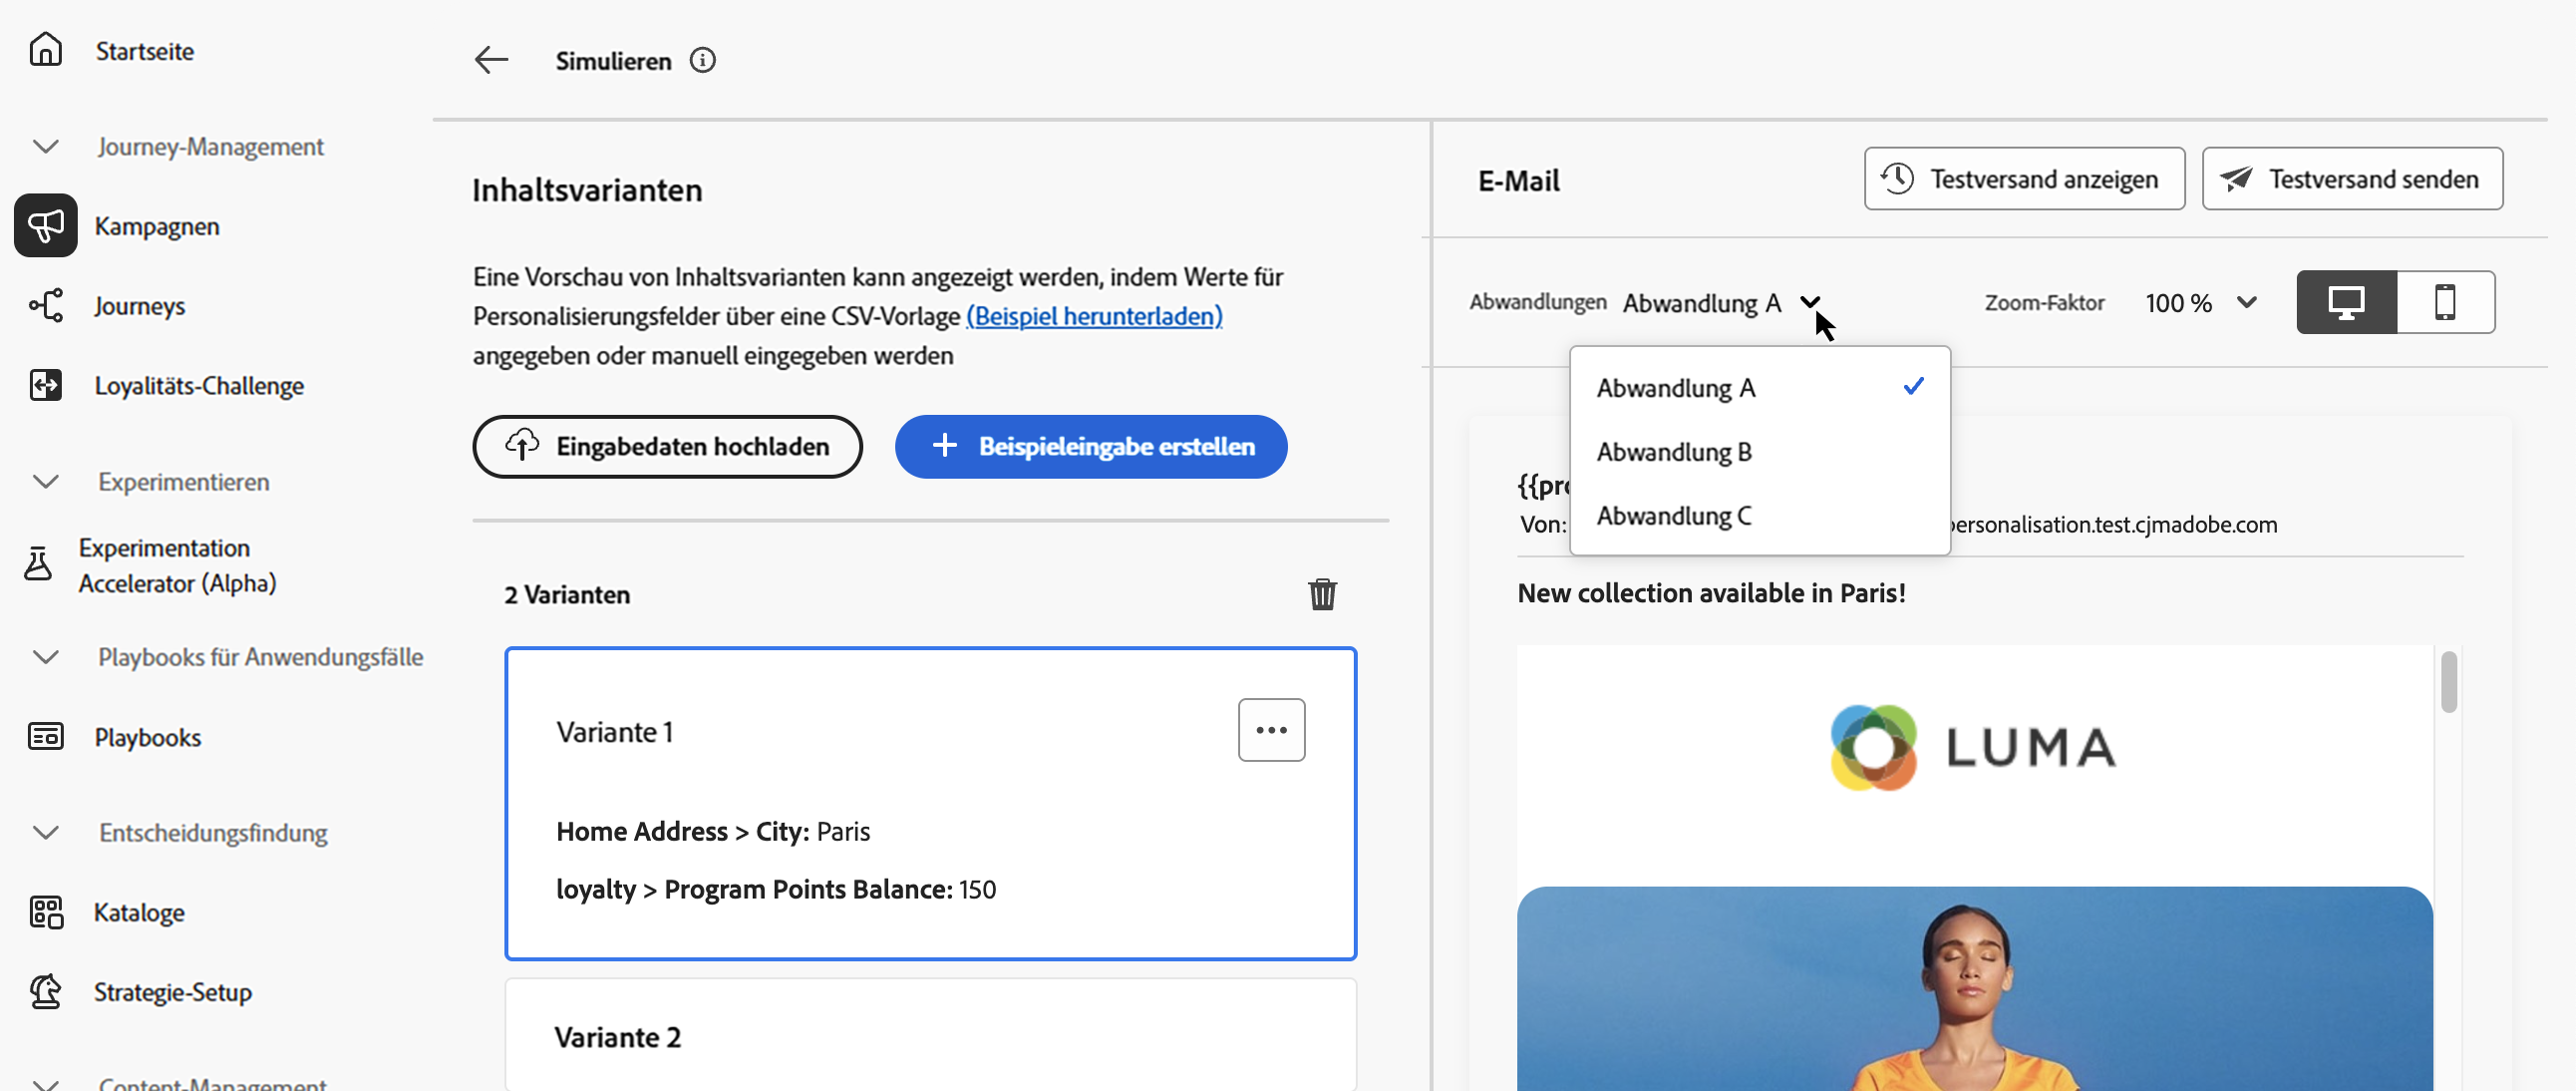 Startseite
Journey-Management
Kampagnen
Journeys
Loyalitäts-Challenge
Experimentieren
Experimentation
Accelerator (Alpha)
Playbooks für Anwendungsfälle
Playbooks
Entscheidungsfindung
Kataloge
Strategie-Setup
Content-Management
Simulieren
Inhaltsvarianten
Eine Vorschau von Inhaltsvarianten kann angezeigt werden, indem Werte für
Personalisierungsfelder über eine CSV-Vorlage (Beispiel herunterladen)
angegeben oder manuell eingegeben werden
Eingabedaten hochladen
Beispieleingabe erstellen
2 Varianten
Variante 1
Home Address > City: Paris
loyalty > Program Points Balance: 150
Variante 2
E-Mail
Testversand anzeigen
Testversand senden
Abwandlungen Abwandlung A
Zoom-Faktor 100 %
Abwandlung A
Abwandlung B
Abwandlung C
Von: personalisation.test.cjmadobe.com
New collection available in Paris!
LUMA